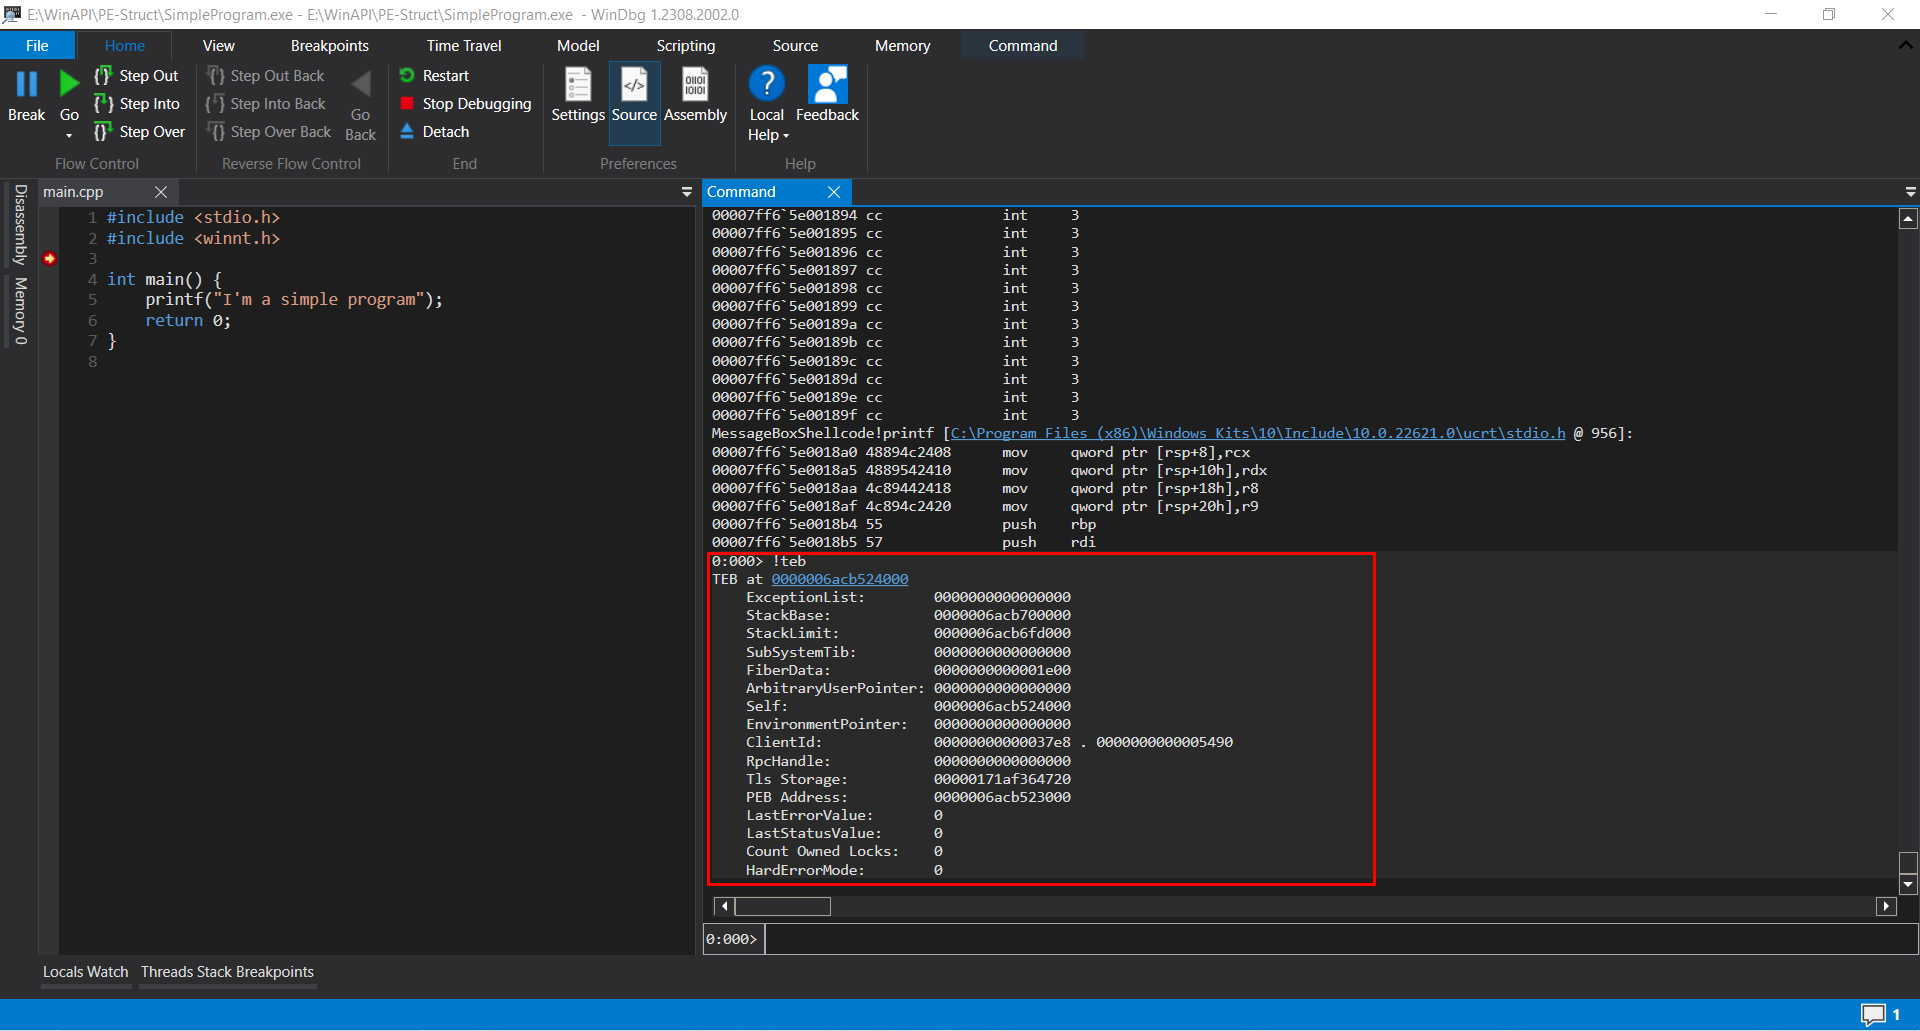 E:\WinAPI\PE-Struct\SimpleProgram.exe - E:\WinAPI\PE-Struct\SimpleProgram.exe - WinDbg 1.2308.2002.0
File Home View Breakpoints Time Travel Model Scripting Source Memory Command
Break
Go
Step Out
Step Into
Step Over
Flow Control
Step Out Back
Step Into Back
Step Over Back
Go Back
Reverse Flow Control
Restart
Stop Debugging
Detach
End
Settings
Source
Assembly
Preferences
Local Help
Feedback
Help
Disassembly
Memory 0
main.cpp
1 #include <stdio.h>
2 #include <winnt.h>
3
4 int main() {
5 printf("I'm a simple program");
6 return 0;
7 }
8
Command
00007ff6`5e001894 cc int 3
00007ff6`5e001895 cc int 3
00007ff6`5e001896 cc int 3
00007ff6`5e001897 cc int 3
00007ff6`5e001898 cc int 3
00007ff6`5e001899 cc int 3
00007ff6`5e00189a cc int 3
00007ff6`5e00189b cc int 3
00007ff6`5e00189c cc int 3
00007ff6`5e00189d cc int 3
00007ff6`5e00189e cc int 3
00007ff6`5e00189f cc int 3
MessageBoxShellcode!printf [C:\Program Files (x86)\Windows Kits\10\Include\10.0.22621.0\ucrt\stdio.h @ 956]:
00007ff6`5e0018a0 48894c2408 mov qword ptr [rsp+8],rcx
00007ff6`5e0018a5 4889542410 mov qword ptr [rsp+10h],rdx
00007ff6`5e0018aa 4c89442418 mov qword ptr [rsp+18h],r8
00007ff6`5e0018af 4c894c2420 mov qword ptr [rsp+20h],r9
00007ff6`5e0018b4 55 push rbp
00007ff6`5e0018b5 57 push rdi
0:000> !teb
TEB at 0000006acb524000
ExceptionList: 0000000000000000
StackBase: 0000006acb700000
StackLimit: 0000006acb6fd000
SubSystemTib: 0000000000000000
FiberData: 0000000000001e00
ArbitraryUserPointer: 0000000000000000
Self: 0000006acb524000
EnvironmentPointer: 0000000000000000
ClientId: 00000000000037e8 . 0000000000005490
RpcHandle: 0000000000000000
Tls Storage: 00000171af364720
PEB Address: 0000006acb523000
LastErrorValue: 0
LastStatusValue: 0
Count Owned Locks: 0
HardErrorMode: 0
0:000>
Locals Watch Threads Stack Breakpoints
1